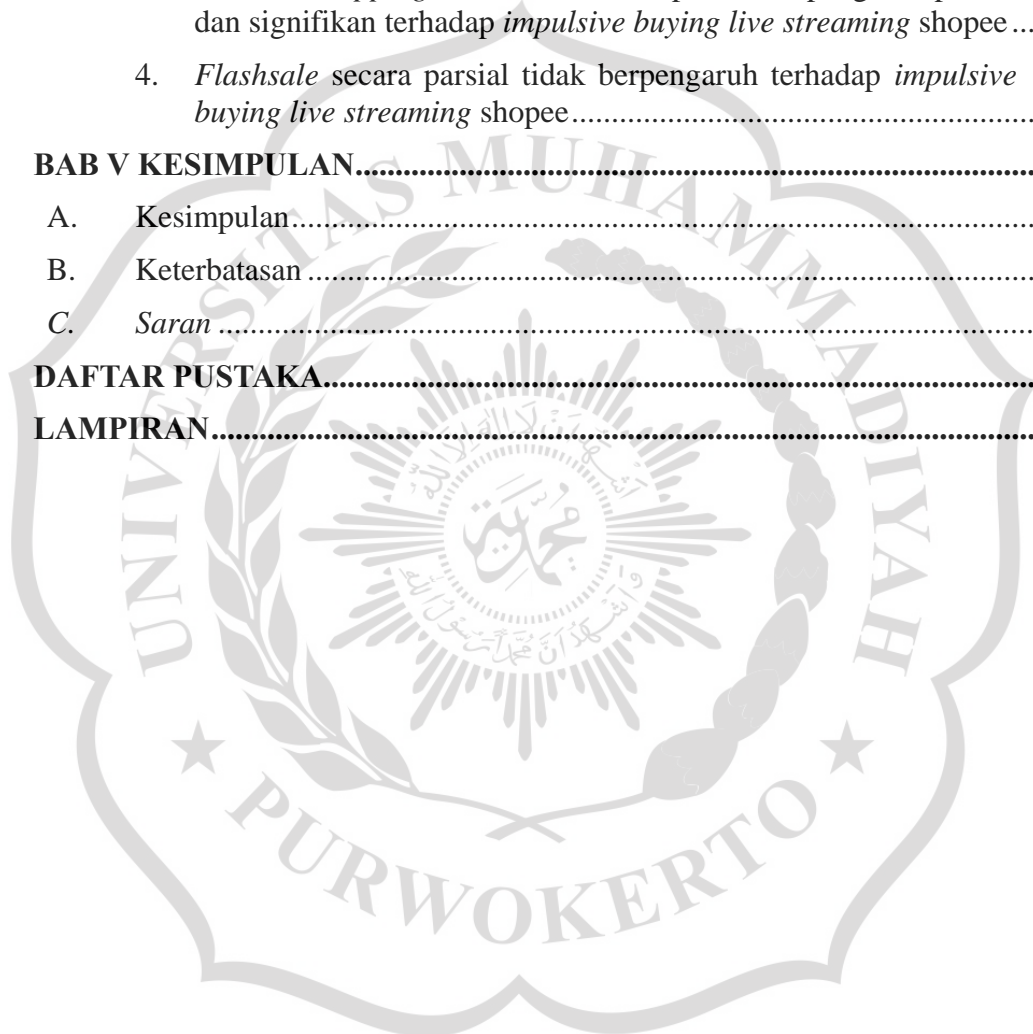 dan signifikan terhadap impulsive buying live streaming shopee ...
4. Flashsale secara parsial tidak berpengaruh terhadap impulsive
buying live streaming shopee..........................................................
BAB V KESIMPULAN.....................................................................................
A. Kesimpulan..............................................................................................
B. Keterbatasan ............................................................................................
C. Saran .......................................................................................................
DAFTAR PUSTAKA.........................................................................................
LAMPIRAN.......................................................................................................
UNIVERSITAS MUHAMMADIYAH
PURWOKERTO